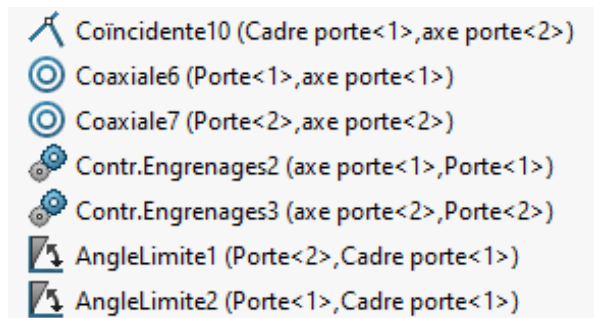 Coïncidente10 (Cadre porte<1>,axe porte<2>)
Coaxiale6 (Porte<1>,axe porte<1>)
Coaxiale7 (Porte<2>,axe porte<2>)
Contr.Engrenages2 (axe porte<1>,Porte<1>)
Contr.Engrenages3 (axe porte<2>,Porte<2>)
AngleLimite1 (Porte<2>,Cadre porte<1>)
AngleLimite2 (Porte<1>,Cadre porte<1>)